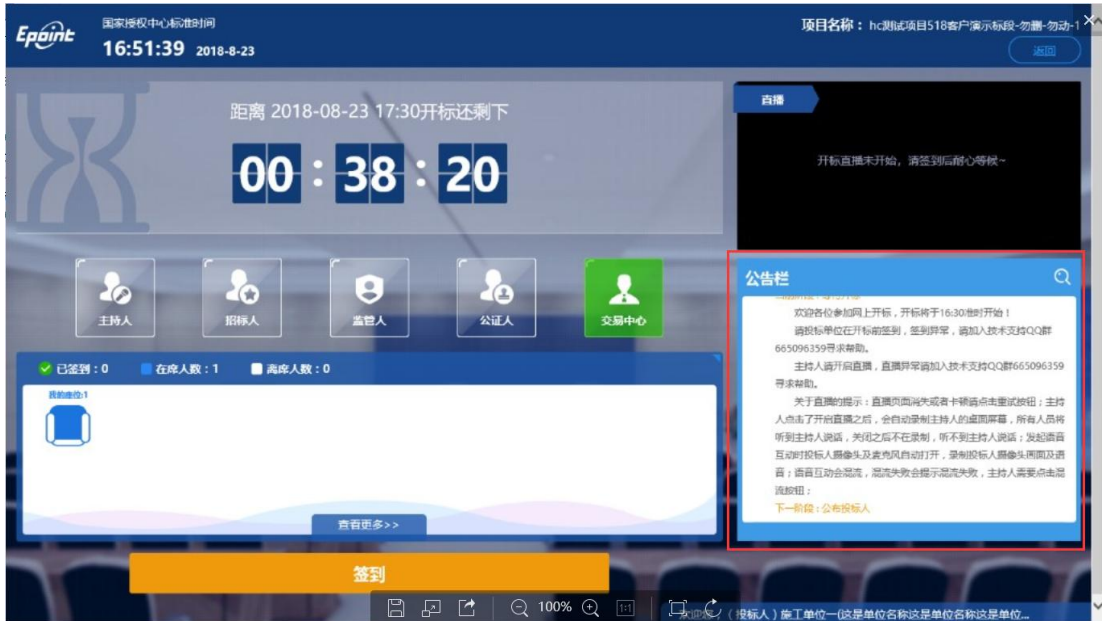 Epoint
国家授权中心标准时间
16:51:39 2018-8-23
项目名称：hc测试项目518客户演示标段-勿删-勿动-1
返回
距离 2018-08-23 17:30开标还剩下
00 : 38 : 20
直播
开标直播未开始，请签到后耐心等候~
主持人
招标人
监管人
公证人
交易中心
已签到：0
在席人数：1
离席人数：0
我的座位:1
查看更多>>
签到
公告栏
欢迎各位参加网上开标，开标将于16:30准时开始！
请投标单位在开标前签到，签到异常，请加入技术支持QQ群
665096359寻求帮助。
主持人请开启直播，直播异常请加入技术支持QQ群665096359
寻求帮助。
关于直播的提示：直播页面消失或者卡顿请点击重试按钮；主持
人点击了开启直播之后，会自动录制主持人的桌面屏幕，所有人员将
听到主持人说话，关闭之后不在录制，听不到主持人说话；发起语音
互动时投标人摄像头及麦克风自动打开，录制投标人摄像头画面及语
音；语音互动会混流，混流失败会提示混流失败，主持人需要点击混
流按钮；
下一阶段：公布投标人
100%
1:1
（投标人）施工单位一(这是单位名称这是单位名称这是单位...